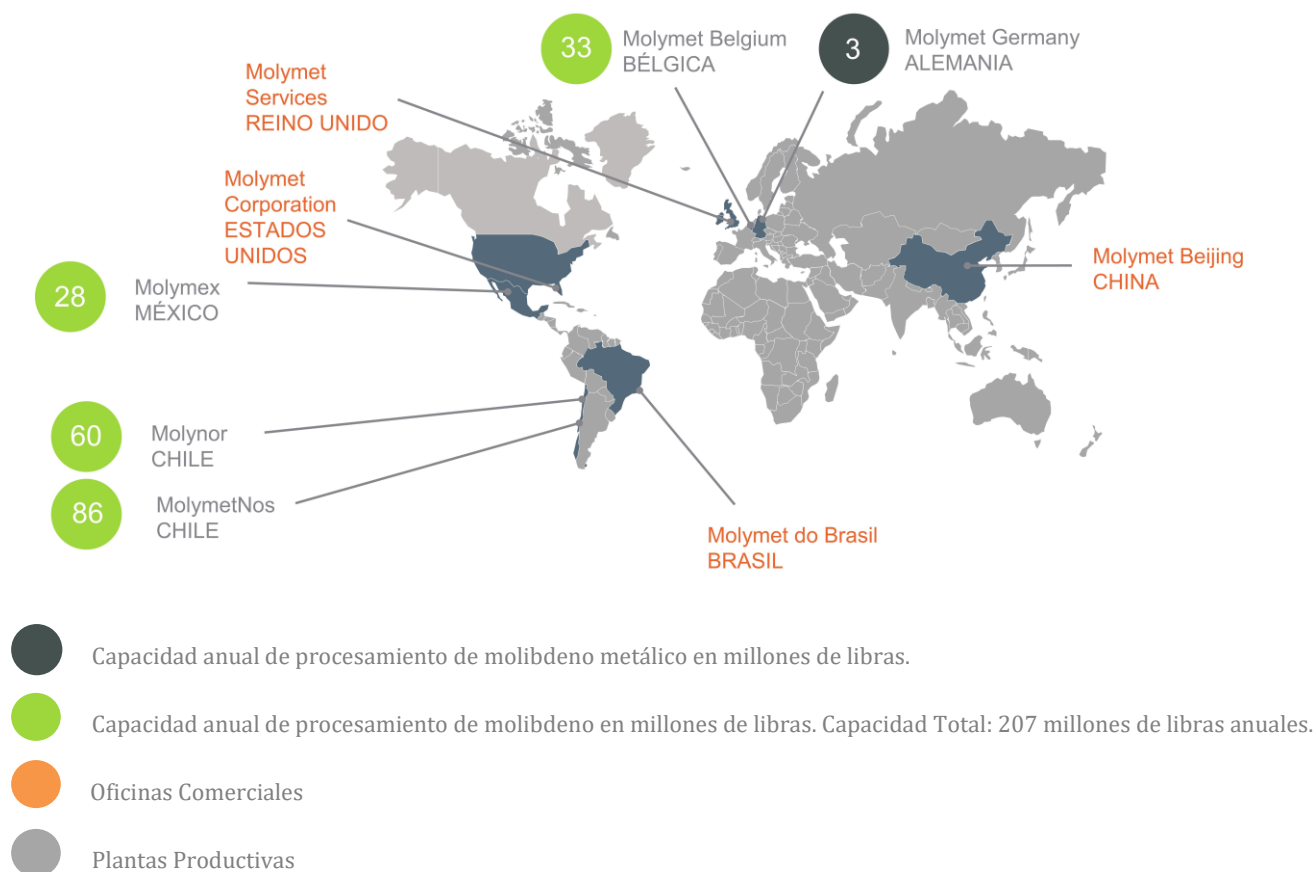 33
Molymet Belgium
BÉLGICA
3
Molymet Germany
ALEMANIA
Molymet
Services
REINO UNIDO
Molymet
Corporation
ESTADOS
UNIDOS
Molymet Beijing
CHINA
28
Molymex
MÉXICO
60
Molynor
CHILE
86
MolymetNos
CHILE
Molymet do Brasil
BRASIL
Capacidad anual de procesamiento de molibdeno metálico en millones de libras.
Capacidad anual de procesamiento de molibdeno en millones de libras. Capacidad Total: 207 millones de libras anuales.
Oficinas Comerciales
Plantas Productivas